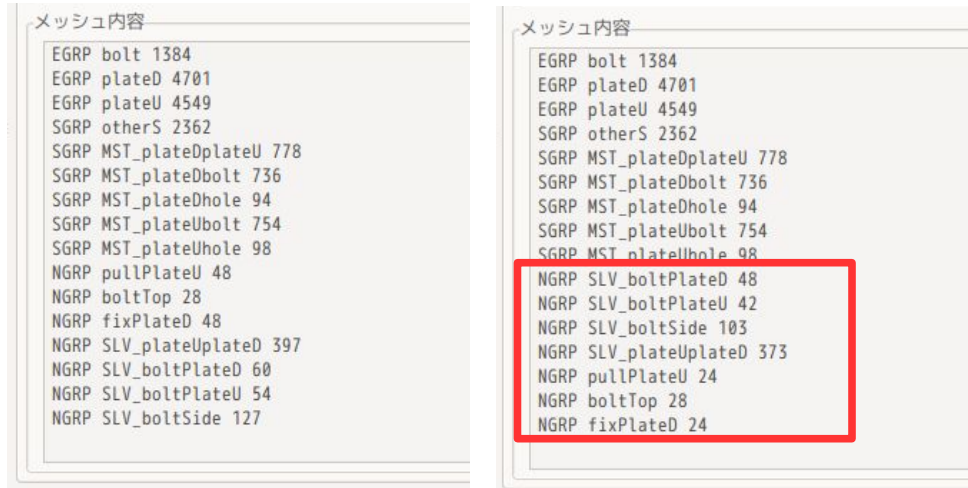 メッシュ内容
EGRP bolt 1384
EGRP plateD 4701
EGRP plateU 4549
SGRP otherS 2362
SGRP MST_plateDplateU 778
SGRP MST_plateDbolt 736
SGRP MST_plateDhole 94
SGRP MST_plateUbolt 754
SGRP MST_plateUhole 98
NGRP pullPlateU 48
NGRP boltTop 28
NGRP fixPlateD 48
NGRP SLV_plateUplateD 397
NGRP SLV_boltPlateD 60
NGRP SLV_boltPlateU 54
NGRP SLV_boltSide 127
メッシュ内容
EGRP bolt 1384
EGRP plateD 4701
EGRP plateU 4549
SGRP otherS 2362
SGRP MST_plateDplateU 778
SGRP MST_plateDbolt 736
SGRP MST_plateDhole 94
SGRP MST_plateUbolt 754
SGRP MST_plateUhole 98
NGRP SLV_boltPlateD 48
NGRP SLV_boltPlateU 42
NGRP SLV_boltSide 103
NGRP SLV_plateUplateD 373
NGRP pullPlateU 24
NGRP boltTop 28
NGRP fixPlateD 24